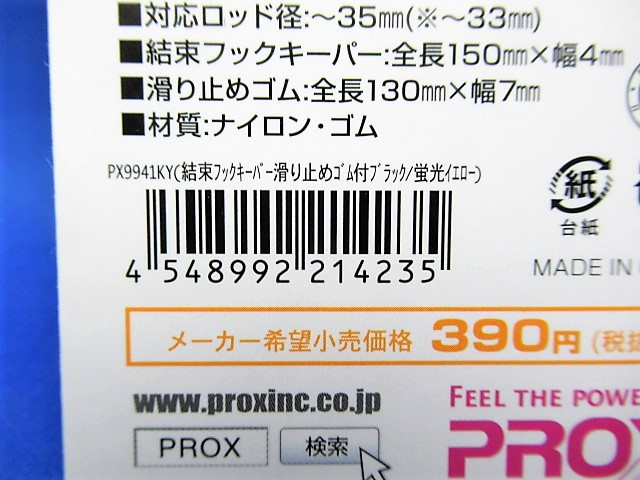 ■対応ロッド径:～35㎜(※～33㎜)
■結束フックキーパー:全長150㎜×幅4㎜
■滑り止めゴム:全長130㎜×幅7㎜
■材質:ナイロン・ゴム
PX9941KY(結束ﾌｯｸｷｰﾊﾟｰ滑り止めｺﾞﾑ付ﾌﾞﾗｯｸ/蛍光ｲｴﾛｰ)
紙
台紙
4 548992 214235
MADE IN
メーカー希望小売価格 390円 (税抜
www.proxinc.co.jp
PROX 検索
FEEL THE POWE
PROX